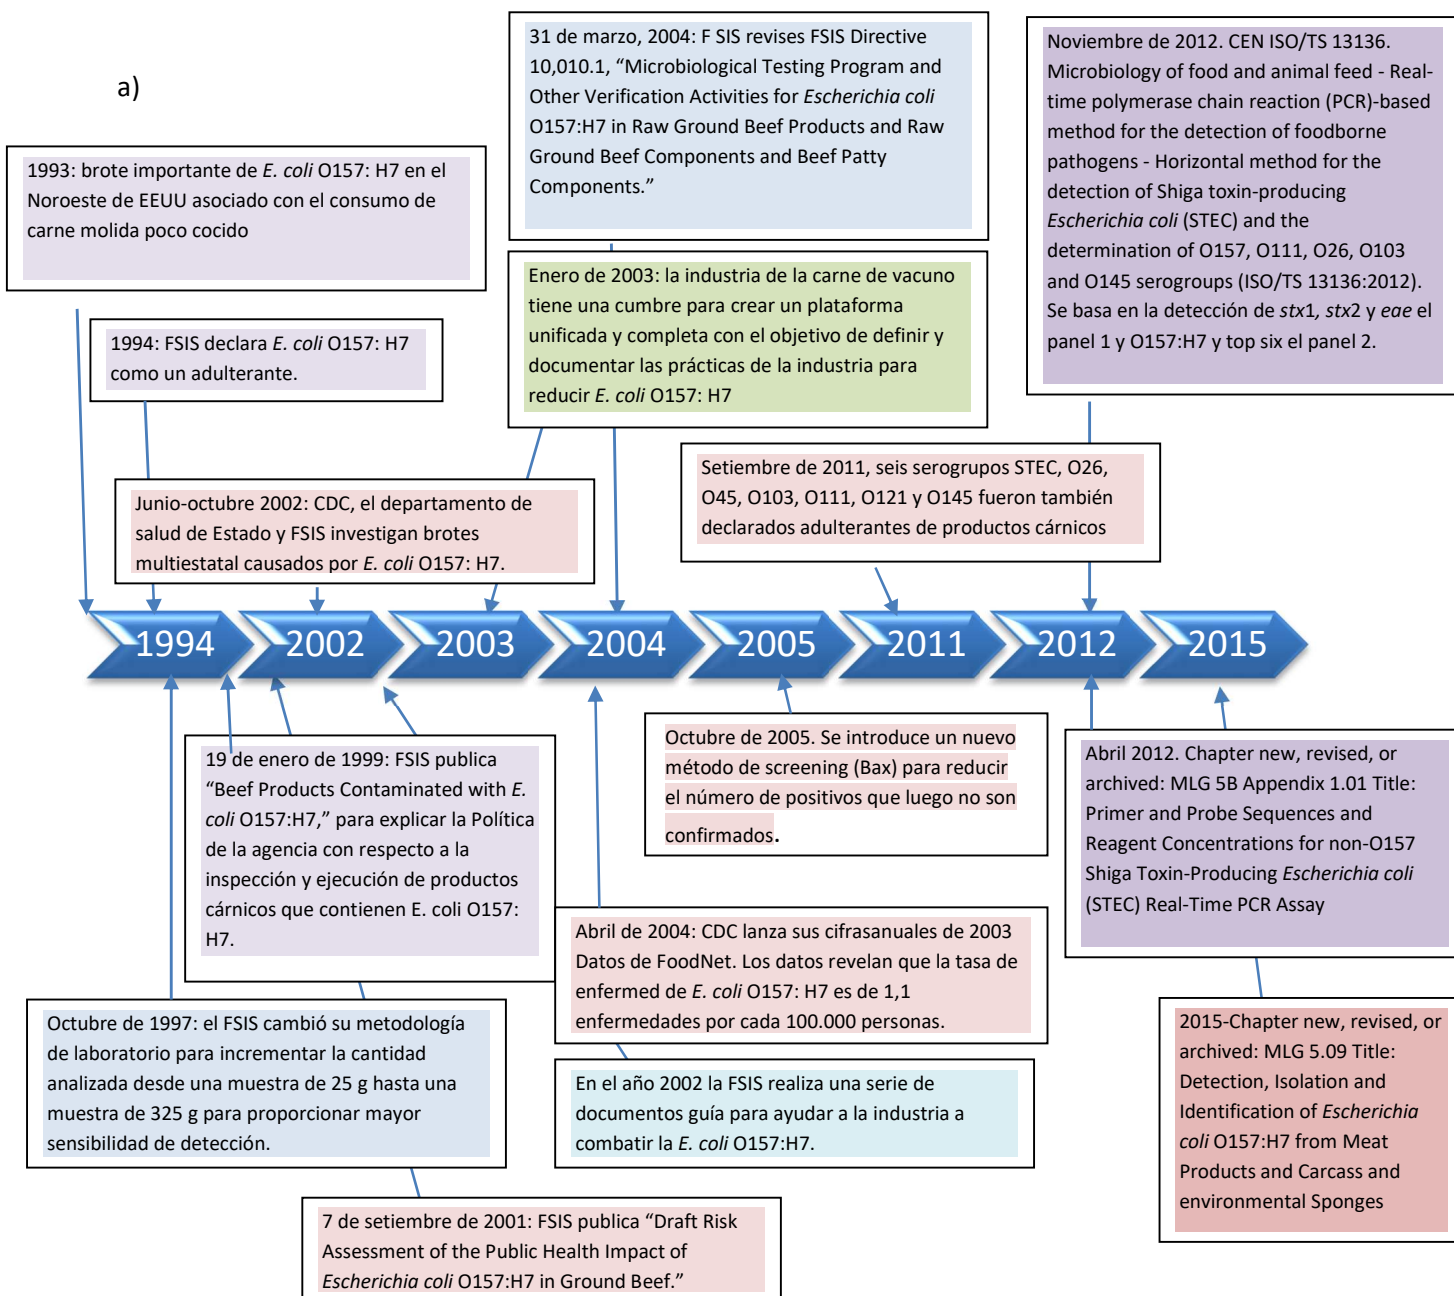 a)
31 de marzo, 2004: F SIS revises FSIS Directive
10,010.1, “Microbiological Testing Program and
Other Verification Activities for Escherichia coli
O157:H7 in Raw Ground Beef Products and Raw
Ground Beef Components and Beef Patty
Components.”
Noviembre de 2012. CEN ISO/TS 13136.
Microbiology of food and animal feed - Real-
time polymerase chain reaction (PCR)-based
method for the detection of foodborne
pathogens - Horizontal method for the
detection of Shiga toxin-producing
Escherichia coli (STEC) and the
determination of O157, O111, O26, O103
and O145 serogroups (ISO/TS 13136:2012).
Se basa en la detección de stx1, stx2 y eae el
panel 1 y O157:H7 y top six el panel 2.
1993: brote importante de E. coli O157: H7 en el
Noroeste de EEUU asociado con el consumo de
carne molida poco cocido
Enero de 2003: la industria de la carne de vacuno
tiene una cumbre para crear un plataforma
unificada y completa con el objetivo de definir y
documentar las prácticas de la industria para
reducir E. coli O157: H7
1994: FSIS declara E. coli O157: H7
como un adulterante.
Setiembre de 2011, seis serogrupos STEC, O26,
O45, O103, O111, O121 y O145 fueron también
declarados adulterantes de productos cárnicos
Junio-octubre 2002: CDC, el departamento de
salud de Estado y FSIS investigan brotes
multiestatal causados por E. coli O157: H7.
1994
2002
2003
2004
2005
2011
2012
2015
19 de enero de 1999: FSIS publica
“Beef Products Contaminated with E.
coli O157:H7,” para explicar la Política
de la agencia con respecto a la
inspección y ejecución de productos
cárnicos que contienen E. coli O157:
H7.
Octubre de 2005. Se introduce un nuevo
método de screening (Bax) para reducir
el número de positivos que luego no son
confirmados.
Abril 2012. Chapter new, revised, or
archived: MLG 5B Appendix 1.01 Title:
Primer and Probe Sequences and
Reagent Concentrations for non-O157
Shiga Toxin-Producing Escherichia coli
(STEC) Real-Time PCR Assay
Abril de 2004: CDC lanza sus cifrasanuales de 2003
Datos de FoodNet. Los datos revelan que la tasa de
enfermed de E. coli O157: H7 es de 1,1
enfermedades por cada 100.000 personas.
Octubre de 1997: el FSIS cambió su metodología
de laboratorio para incrementar la cantidad
analizada desde una muestra de 25 g hasta una
muestra de 325 g para proporcionar mayor
sensibilidad de detección.
2015-Chapter new, revised, or
archived: MLG 5.09 Title:
Detection, Isolation and
Identification of Escherichia
coli O157:H7 from Meat
Products and Carcass and
environmental Sponges
En el año 2002 la FSIS realiza una serie de
documentos guía para ayudar a la industria a
combatir la E. coli O157:H7.
7 de setiembre de 2001: FSIS publica “Draft Risk
Assessment of the Public Health Impact of
Escherichia coli O157:H7 in Ground Beef.”